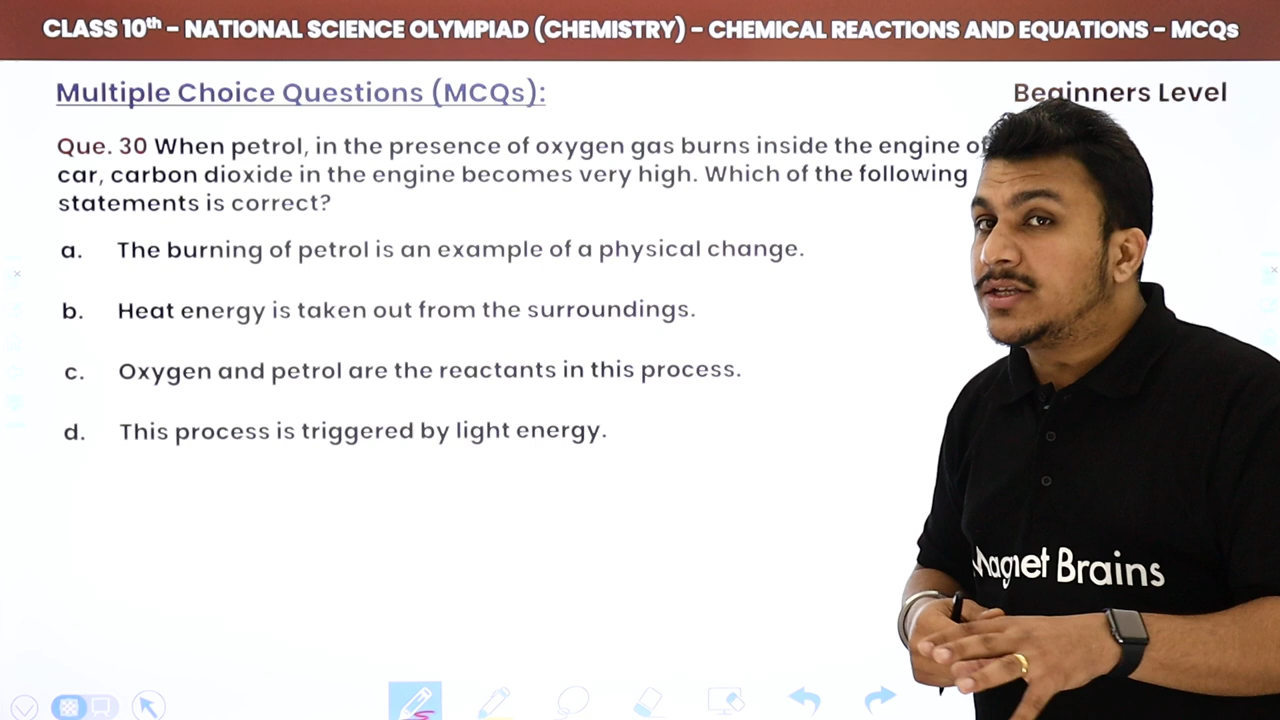 CLASS 10th – NATIONAL SCIENCE OLYMPIAD (CHEMISTRY) – CHEMICAL REACTIONS AND EQUATIONS – MCQs
Multiple Choice Questions (MCQs):
Beginners Level
Que. 30 When petrol, in the presence of oxygen gas burns inside the engine of
car, carbon dioxide in the engine becomes very high. Which of the following
statements is correct?
a. The burning of petrol is an example of a physical change.
b. Heat energy is taken out from the surroundings.
c. Oxygen and petrol are the reactants in this process.
d. This process is triggered by light energy.
Magnet Brains